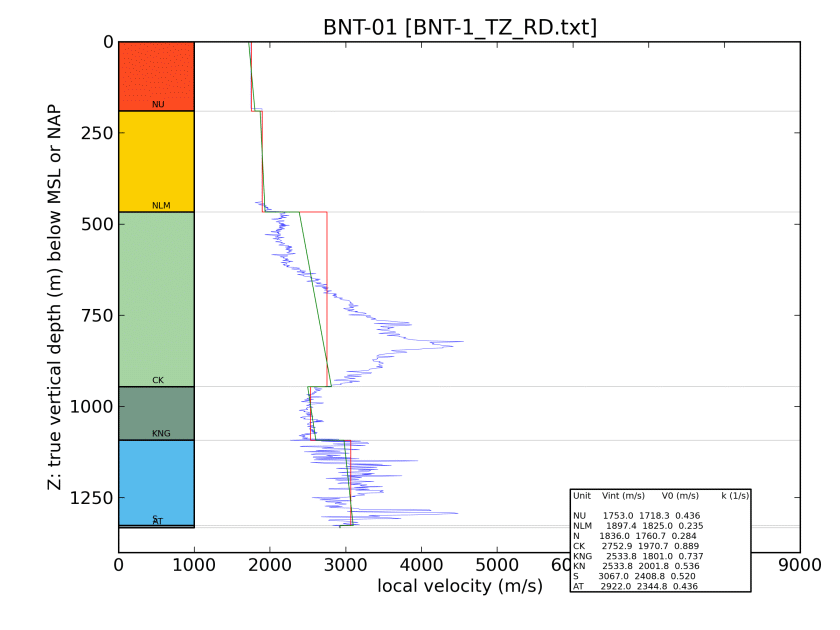 BNT-01 [BNT-1_TZ_RD.txt]
0
250
500
750
1000
1250
Z: true vertical depth (m) below MSL or NAP
NU
NLM
CK
KNG
S
AT
Unit Vint (m/s) V0 (m/s) k (1/s)
NU 1753.0 1718.3 0.436
NLM 1897.4 1825.0 0.235
N 1836.0 1760.7 0.284
CK 2752.9 1970.7 0.889
KNG 2533.8 1801.0 0.737
KN 2533.8 2001.8 0.536
S 3067.0 2408.8 0.520
AT 2922.0 2344.8 0.436
0 1000 2000 3000 4000 5000 9000
local velocity (m/s)